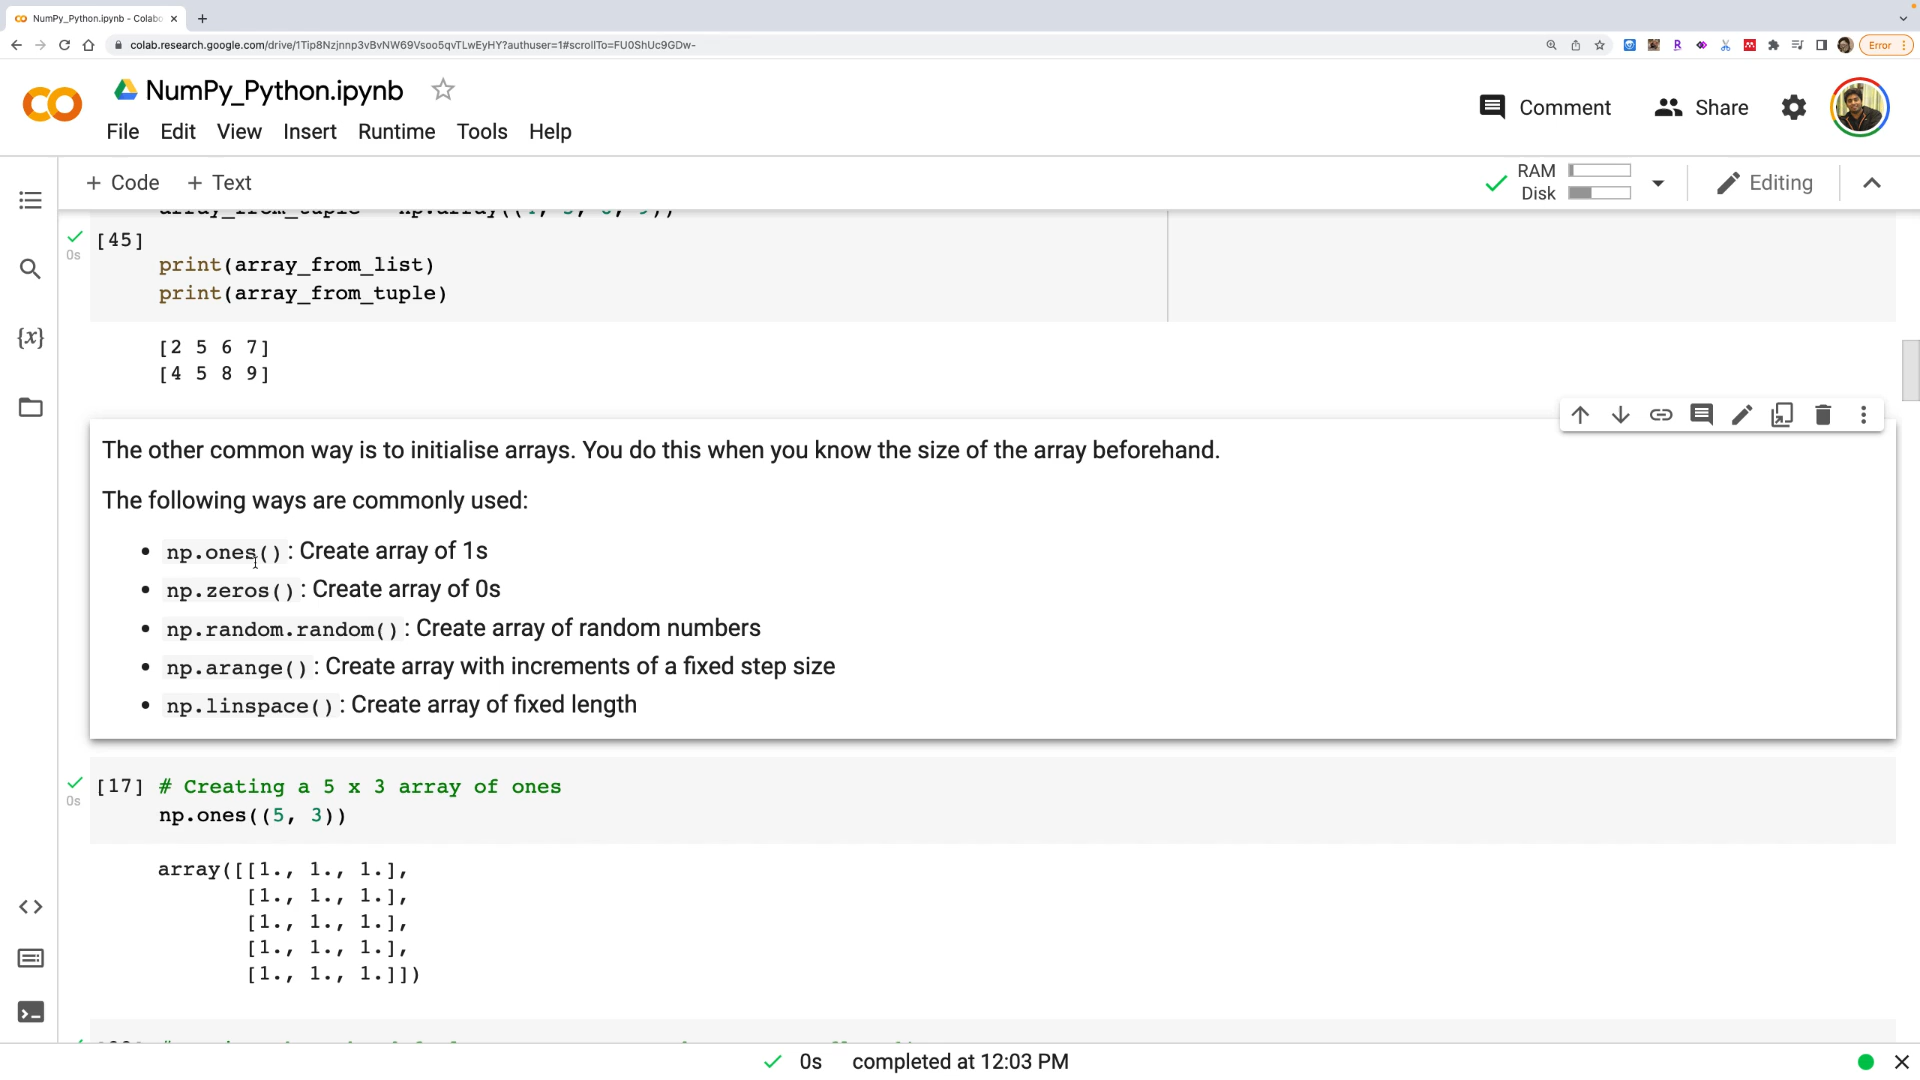 NumPy_Python.ipynb - Colabo
colab.research.google.com/drive/1Tip8Nzjnnp3vBvNW69Vsoo5qvTLwEyHY?authuser=1#scrollTo=FU0ShUc9GDw-
Error
NumPy_Python.ipynb
File Edit View Insert Runtime Tools Help
Comment
Share
+ Code + Text
RAM
Disk
Editing
[45]
0s
print(array_from_list)
print(array_from_tuple)
[2 5 6 7]
[4 5 8 9]
The other common way is to initialise arrays. You do this when you know the size of the array beforehand.
The following ways are commonly used:
• np.ones() : Create array of 1s
• np.zeros() : Create array of 0s
• np.random.random() : Create array of random numbers
• np.arange() : Create array with increments of a fixed step size
• np.linspace() : Create array of fixed length
[17] # Creating a 5 x 3 array of ones
0s
np.ones((5, 3))
array([[1., 1., 1.],
[1., 1., 1.],
[1., 1., 1.],
[1., 1., 1.],
[1., 1., 1.]])
0s completed at 12:03 PM